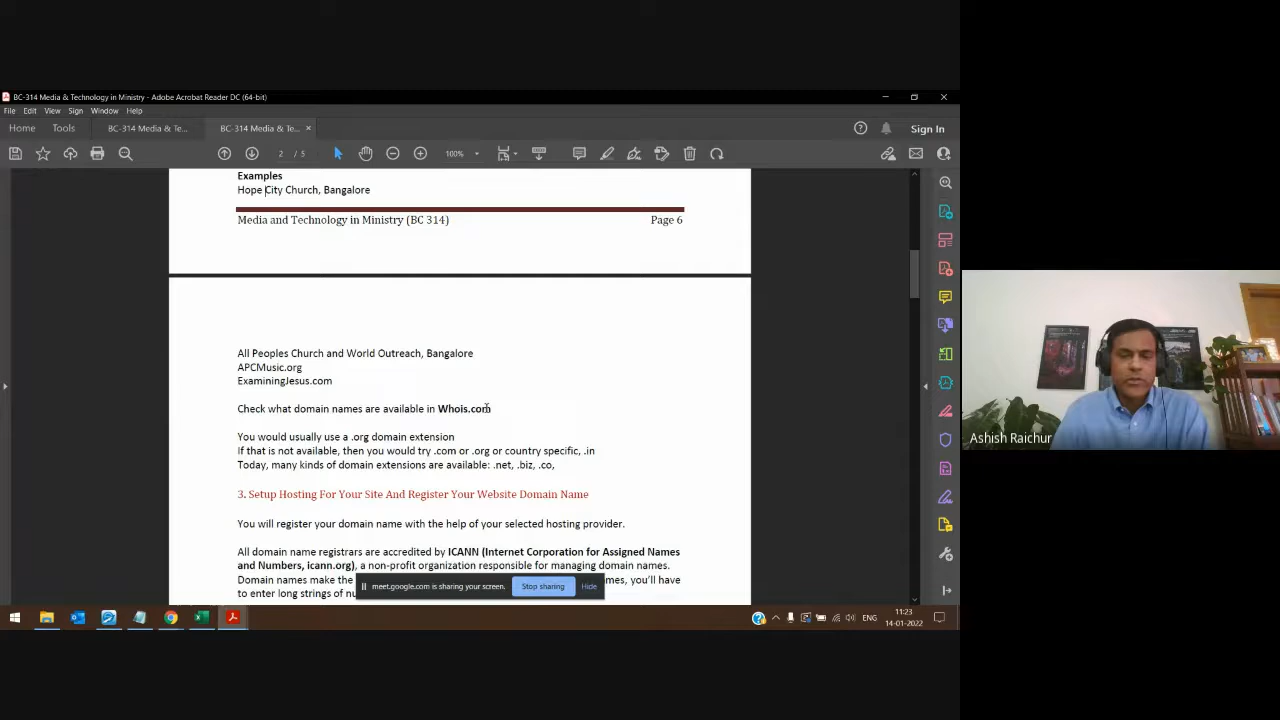 BC-314 Media & Technology in Ministry - Adobe Acrobat Reader DC (64-bit)
File Edit View Sign Window Help
Home Tools BC-314 Media & Te... BC-314 Media & Te... × Sign In
2 / 5 100%
Examples
Hope City Church, Bangalore
Media and Technology in Ministry (BC 314) Page 6
All Peoples Church and World Outreach, Bangalore
APCMusic.org
ExaminingJesus.com
Check what domain names are available in Whois.com
You would usually use a .org domain extension
If that is not available, then you would try .com or .org or country specific, .in
Today, many kinds of domain extensions are available: .net, .biz, .co,
3. Setup Hosting For Your Site And Register Your Website Domain Name
You will register your domain name with the help of your selected hosting provider.
All domain name registrars are accredited by ICANN (Internet Corporation for Assigned Names
and Numbers, icann.org), a non-profit organization responsible for managing domain names.
Domain names make the mes, you'll have
to enter long strings of nu
meet.google.com is sharing your screen. Stop sharing Hide
ENG 11:23
14-01-2022
Ashish Raichur